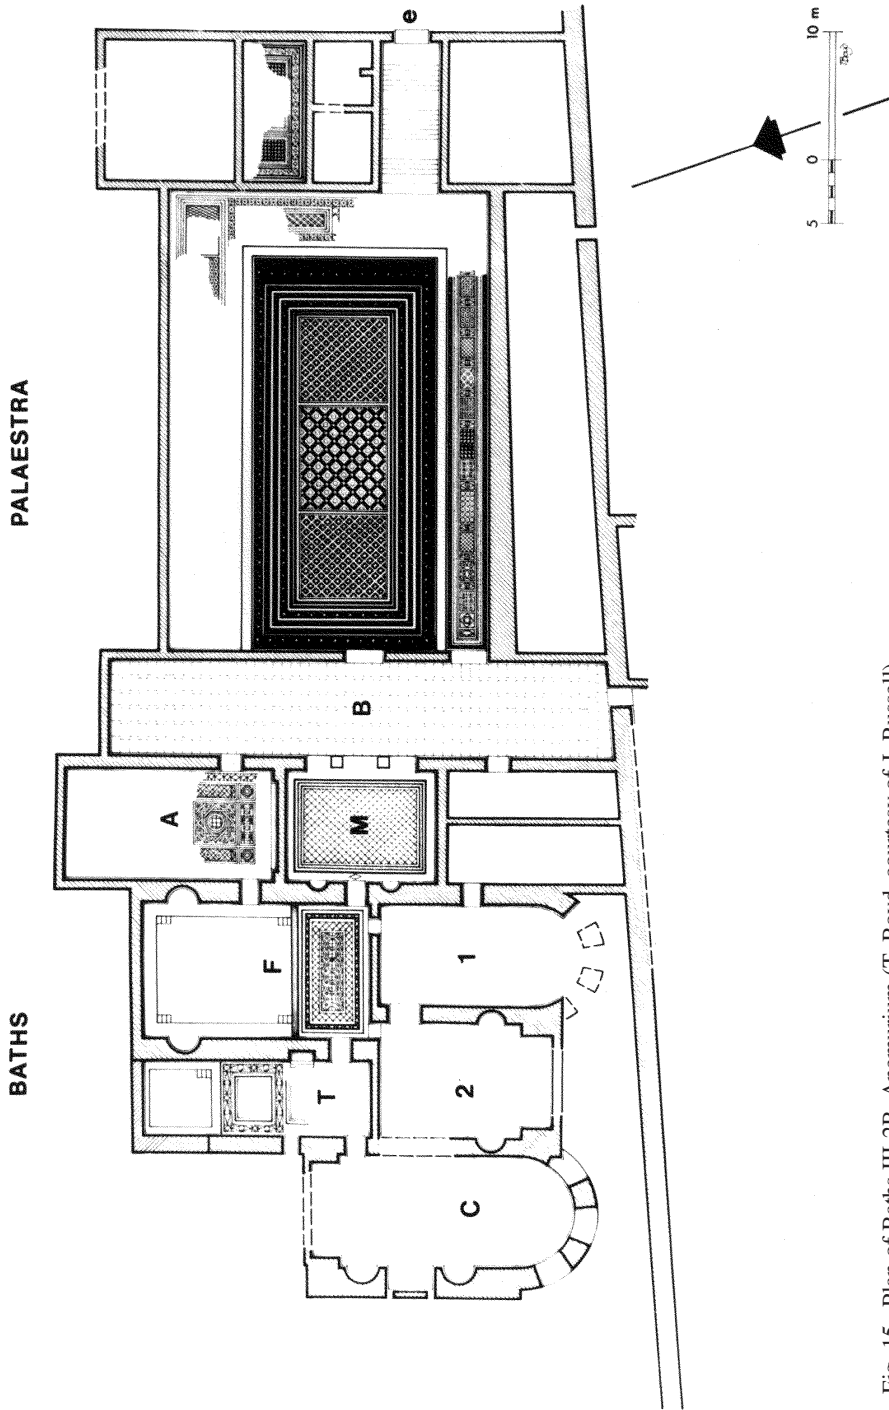 BATHS
PALAESTRA
A
F
M
B
e
T
1
2
C
5
0
10 m
Fig. 15. Plan of Baths III 2B, Anemurium (T. Boyd, courtesy of J. Russell)